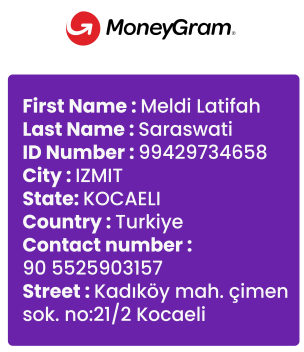 MoneyGram®
First Name : Meldi Latifah
Last Name : Saraswati
ID Number : 99429734658
City : IZMIT
State: KOCAELI
Country : Turkiye
Contact number :
90 5525903157
Street : Kadıköy mah. çimen
sok. no:21/2 Kocaeli